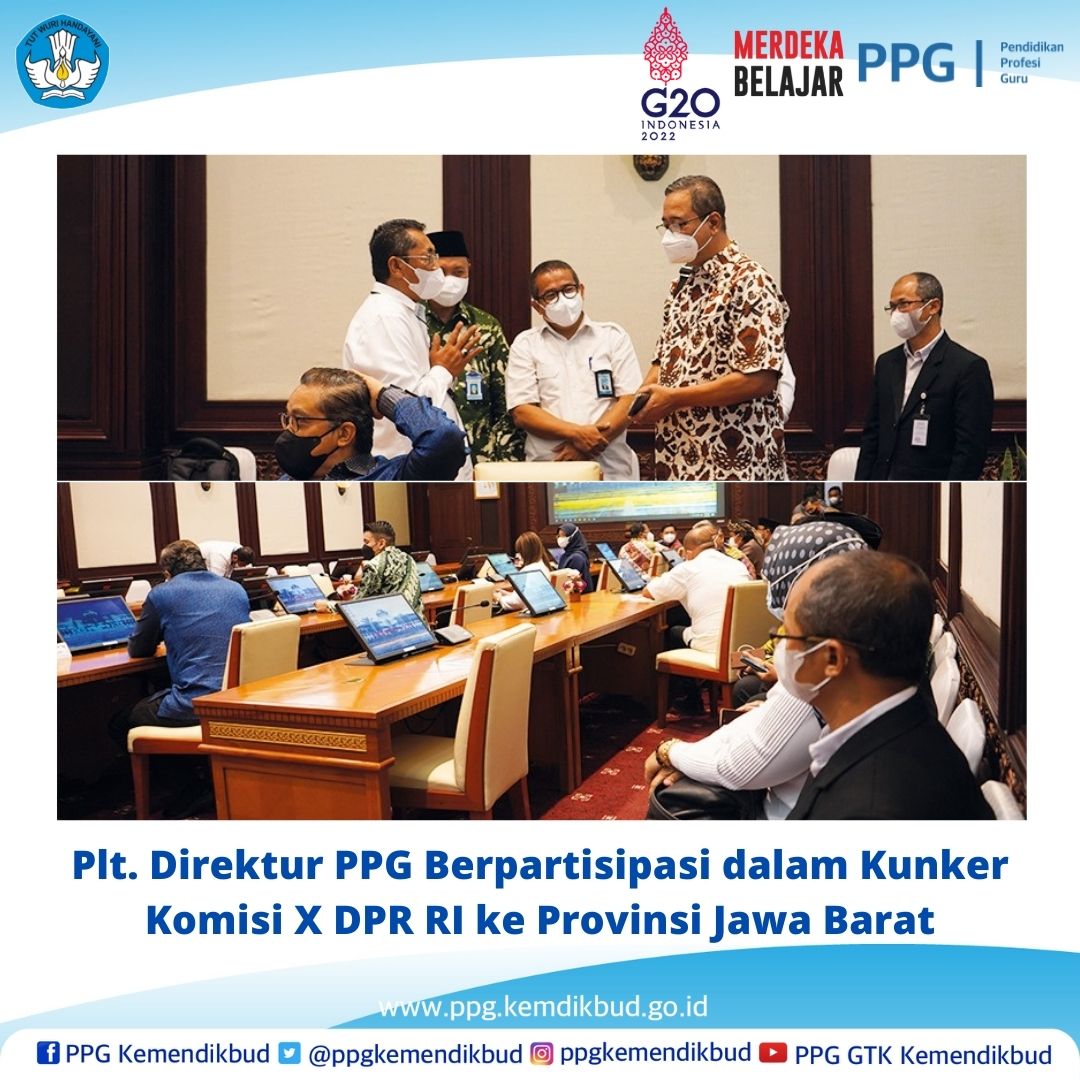 TUT WURI HANDAYANI
G20
INDONESIA
2022
MERDEKA
BELAJAR
PPG
Pendidikan
Profesi
Guru
Plt. Direktur PPG Berpartisipasi dalam Kunker
Komisi X DPR RI ke Provinsi Jawa Barat
www.ppg.kemdikbud.go.id
PPG Kemendikbud @ppgkemendikbud ppgkemendikbud PPG GTK Kemendikbud